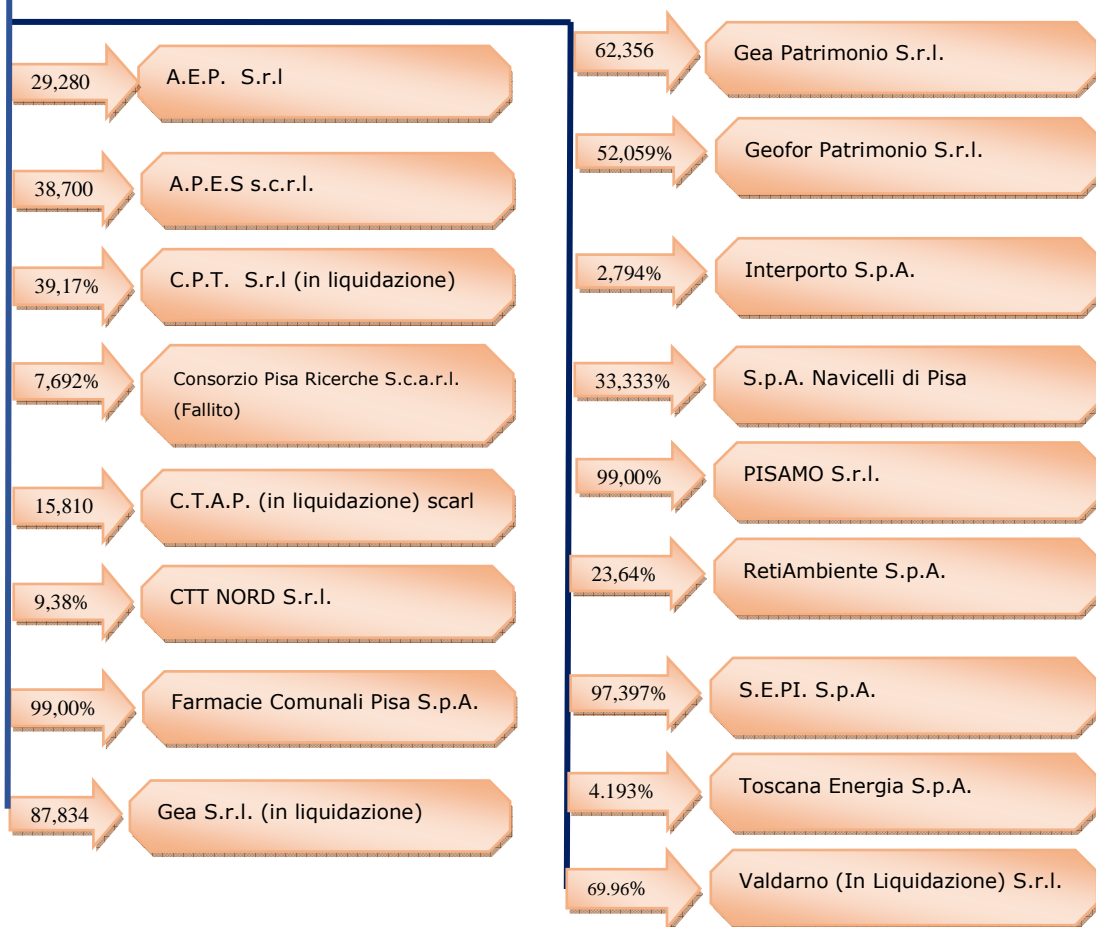 29,280
A.E.P. S.r.l
38,700
A.P.E.S s.c.r.l.
39,17%
C.P.T. S.r.l (in liquidazione)
7,692%
Consorzio Pisa Ricerche S.c.a.r.l.
(Fallito)
15,810
C.T.A.P. (in liquidazione) scarl
9,38%
CTT NORD S.r.l.
99,00%
Farmacie Comunali Pisa S.p.A.
87,834
Gea S.r.l. (in liquidazione)
62,356
Gea Patrimonio S.r.l.
52,059%
Geofor Patrimonio S.r.l.
2,794%
Interporto S.p.A.
33,333%
S.p.A. Navicelli di Pisa
99,00%
PISAMO S.r.l.
23,64%
RetiAmbiente S.p.A.
97,397%
S.E.PI. S.p.A.
4.193%
Toscana Energia S.p.A.
69.96%
Valdarno (In Liquidazione) S.r.l.